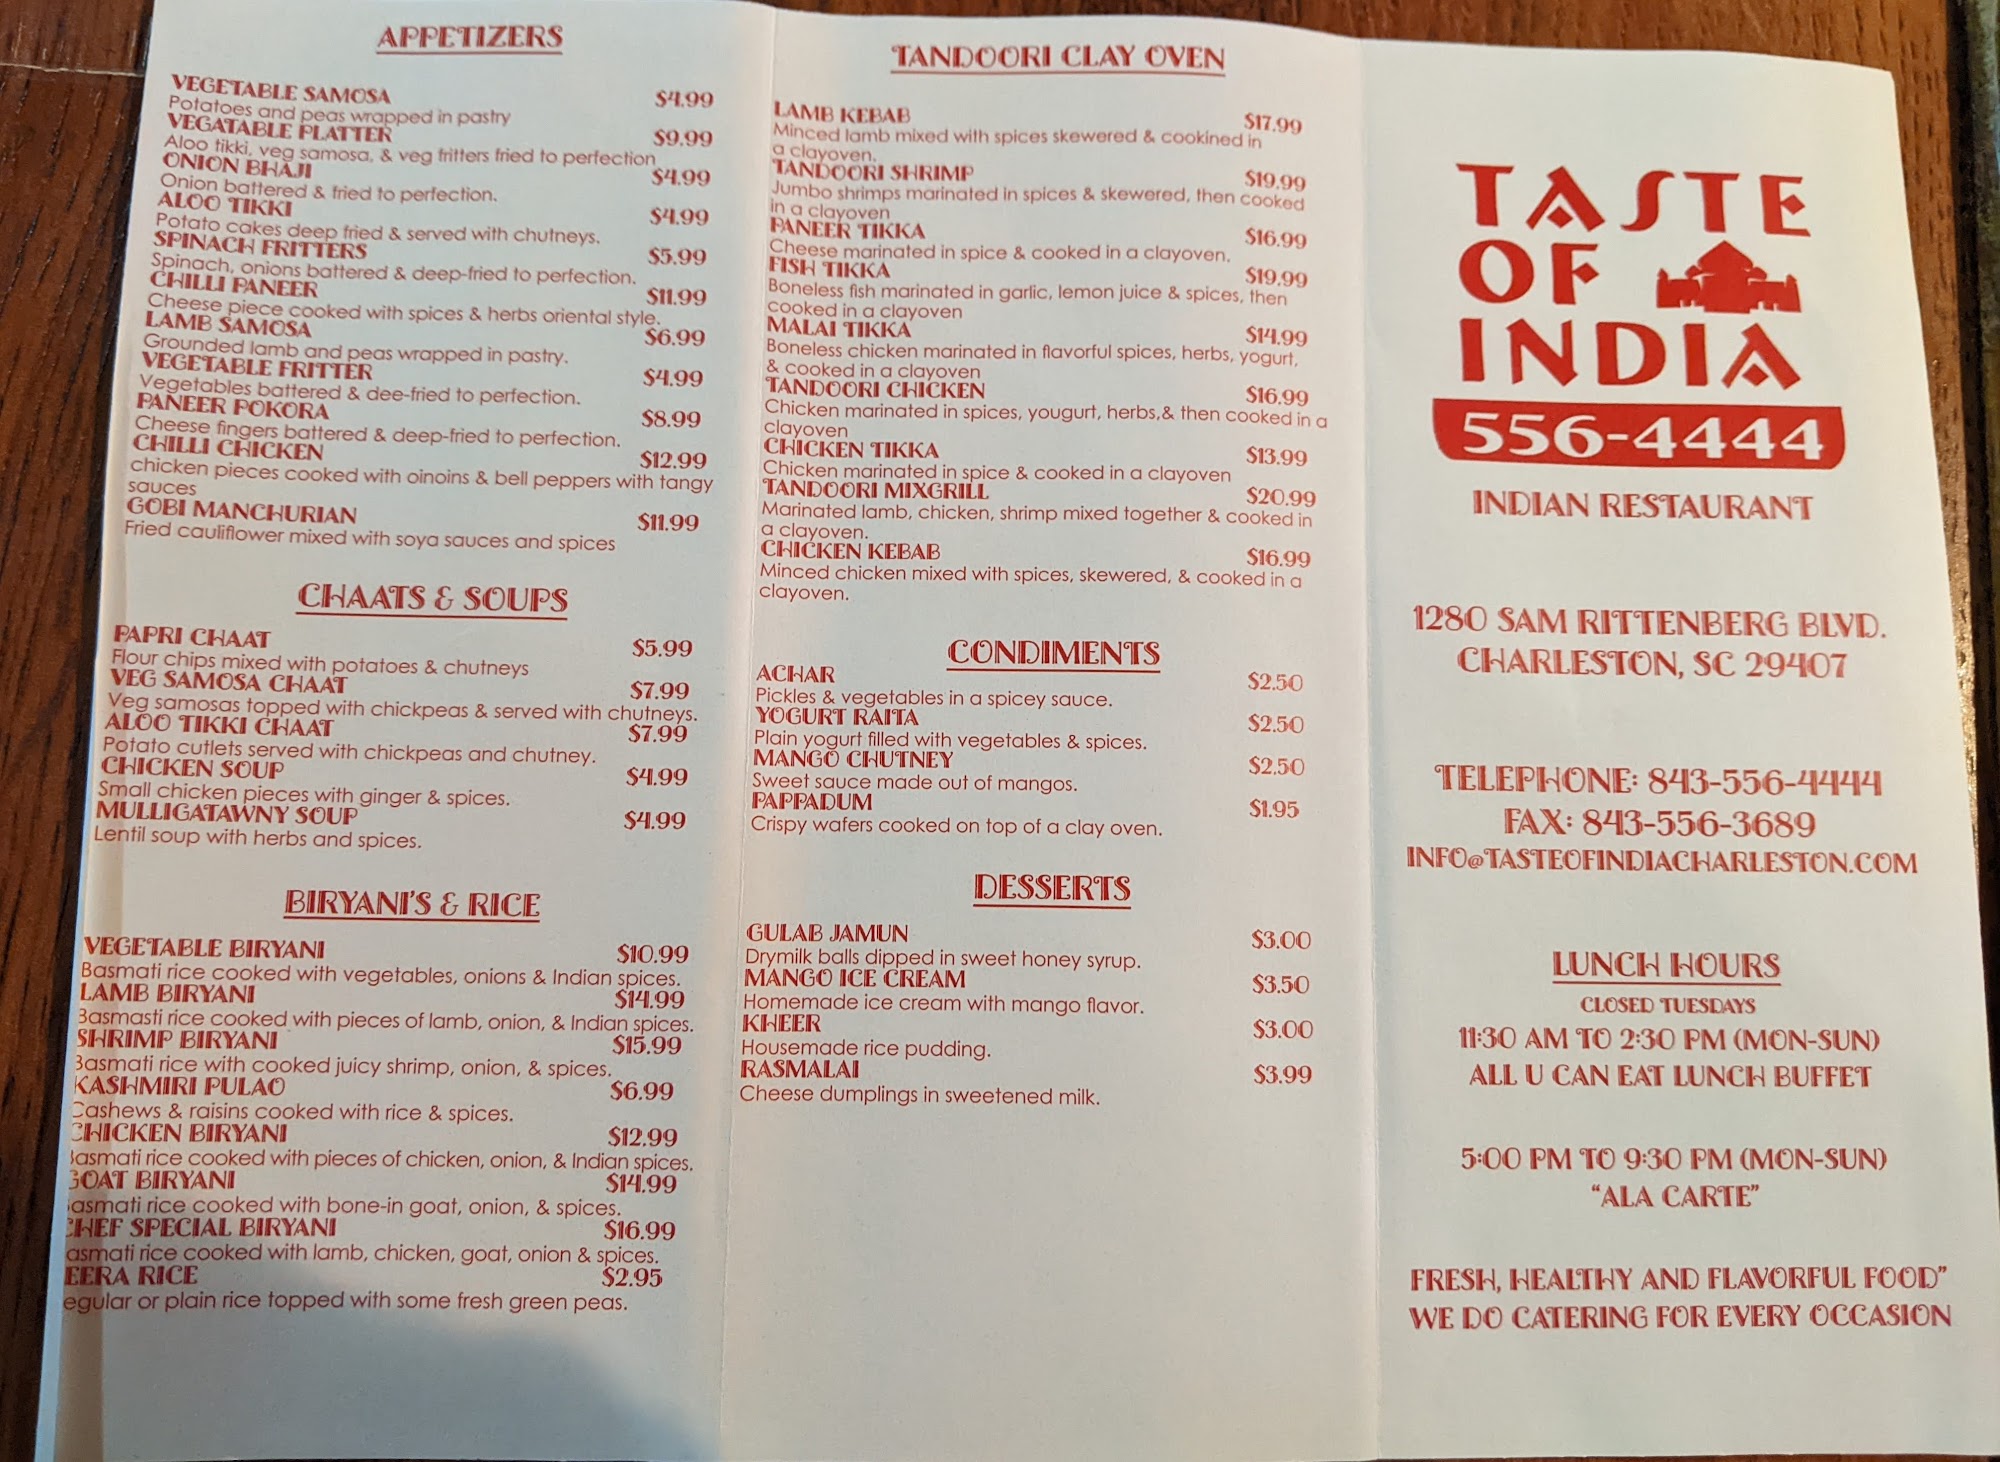 APPETIZERS
VEGETABLE SAMOSA $4.99
Potatoes and peas wrapped in pastry
VEGATABLE PLATTER $9.99
Aloo tikki, veg samosa, & veg fritters fried to perfection
ONION BHAJI $4.99
Onion battered & fried to perfection.
ALOO TIKKI $4.99
Potato cakes deep fried & served with chutneys.
SPINACH FRITTERS $5.99
Spinach, onions battered & deep-fried to perfection.
CHILLI PANEER $11.99
Cheese piece cooked with spices & herbs oriental style.
LAMB SAMOSA $6.99
Grounded lamb and peas wrapped in pastry.
VEGETABLE FRITTER $4.99
Vegetables battered & dee-fried to perfection.
PANEER POKORA $8.99
Cheese fingers battered & deep-fried to perfection.
CHILLI CHICKEN $12.99
chicken pieces cooked with oinoins & bell peppers with tangy
sauces
GOBI MANCHURIAN $11.99
Fried cauliflower mixed with soya sauces and spices
CHAATS & SOUPS
PAPRI CHAAT $5.99
Flour chips mixed with potatoes & chutneys
VEG SAMOSA CHAAT $7.99
Veg samosas topped with chickpeas & served with chutneys.
ALOO TIKKI CHAAT $7.99
Potato cutlets served with chickpeas and chutney.
CHICKEN SOUP $4.99
Small chicken pieces with ginger & spices.
MULLIGATAWNY SOUP $4.99
Lentil soup with herbs and spices.
BIRYANI'S & RICE
VEGETABLE BIRYANI $10.99
Basmati rice cooked with vegetables, onions & Indian spices.
LAMB BIRYANI $14.99
Basmasti rice cooked with pieces of lamb, onion, & Indian spices.
SHRIMP BIRYANI $15.99
Basmati rice with cooked juicy shrimp, onion, & spices.
KASHMIRI PULAO $6.99
Cashews & raisins cooked with rice & spices.
CHICKEN BIRYANI $12.99
asmati rice cooked with pieces of chicken, onion, & Indian spices.
GOAT BIRYANI $14.99
asmati rice cooked with bone-in goat, onion, & spices.
CHEF SPECIAL BIRYANI $16.99
asmati rice cooked with lamb, chicken, goat, onion & spices.
EERA RICE $2.95
egular or plain rice topped with some fresh green peas.
TANDOORI CLAY OVEN
LAMB KEBAB $17.99
Minced lamb mixed with spices skewered & cookined in
a clayoven.
TANDOORI SHRIMP $19.99
Jumbo shrimps marinated in spices & skewered, then cooked
in a clayoven
PANEER TIKKA $16.99
Cheese marinated in spice & cooked in a clayoven.
FISH TIKKA $19.99
Boneless fish marinated in garlic, lemon juice & spices, then
cooked in a clayoven
MALAI TIKKA $14.99
Boneless chicken marinated in flavorful spices, herbs, yogurt,
& cooked in a clayoven
TANDOORI CHICKEN $16.99
Chicken marinated in spices, yougurt, herbs,& then cooked in a
clayoven
CHICKEN TIKKA $13.99
Chicken marinated in spice & cooked in a clayoven
TANDOORI MIXGRILL $20.99
Marinated lamb, chicken, shrimp mixed together & cooked in
a clayoven.
CHICKEN KEBAB $16.99
Minced chicken mixed with spices, skewered, & cooked in a
clayoven.
CONDIMENTS
ACHAR $2.50
Pickles & vegetables in a spicey sauce.
YOGURT RAITA $2.50
Plain yogurt filled with vegetables & spices.
MANGO CHUTNEY $2.50
Sweet sauce made out of mangos.
PAPPADUM $1.95
Crispy wafers cooked on top of a clay oven.
DESSERTS
GULAB JAMUN $3.00
Drymilk balls dipped in sweet honey syrup.
MANGO ICE CREAM $3.50
Homemade ice cream with mango flavor.
KHEER $3.00
Housemade rice pudding.
RASMALAI $3.99
Cheese dumplings in sweetened milk.
TASTE
OF
INDIA
556-4444
INDIAN RESTAURANT
1280 SAM RITTENBERG BLVD.
CHARLESTON, SC 29407
TELEPHONE: 843-556-4444
FAX: 843-556-3689
INFO@TASTEOFINDIACHARLESTON.COM
LUNCH HOURS
CLOSED TUESDAYS
11:30 AM TO 2:30 PM (MON-SUN)
ALL U CAN EAT LUNCH BUFFET
5:00 PM TO 9:30 PM (MON-SUN)
"ALA CARTE"
FRESH, HEALTHY AND FLAVORFUL FOOD"
WE DO CATERING FOR EVERY OCCASION